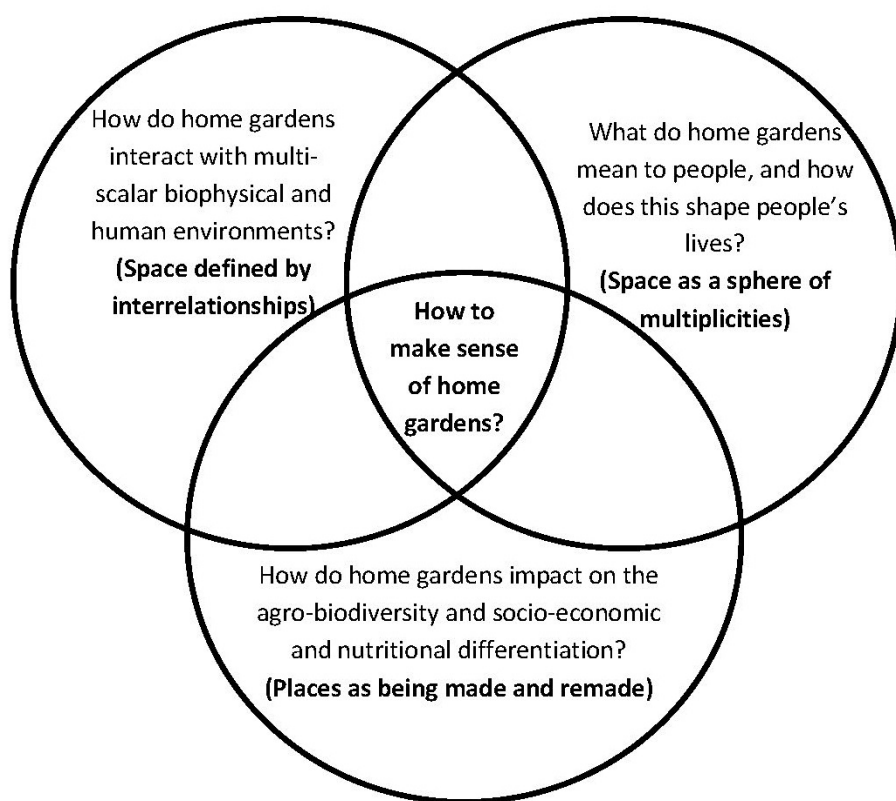 How do home gardens
interact with multi-
scalar biophysical and
human environments?
(Space defined by
interrelationships)
What do home gardens
mean to people, and how
does this shape people’s
lives?
(Space as a sphere of
multiplicities)
How to
make sense
of home
gardens?
How do home gardens impact on the
agro-biodiversity and socio-economic
and nutritional differentiation?
(Places as being made and remade)